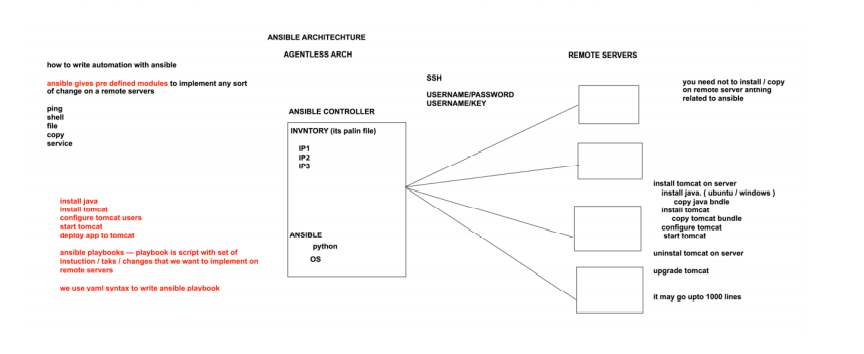 ANSIBLE ARCHITECHTURE
AGENTLESS ARCH
REMOTE SERVERS
how to write automation with ansible
ansible gives pre defined modules to implement any sort
of change on a remote servers
ping
shell
file
copy
service
SSH
USERNAME/PASSWORD
USERNAME/KEY
you need not to install / copy
on remote server anthing
related to ansible
ANSIBLE CONTROLLER
INVNTORY (its palin file)
IP1
IP2
IP3
ANSIBLE
python
OS
install java
install tomcat
configure tomcat users
start tomcat
deplay app to tomcat
ansible playbooks — playbook is script with set of
instuction / taks / changes that we want to implement on
remote servers
we use yaml syntax to write ansible playbook
install tomcat on server
install java. ( ubuntu / windows )
copy java bndle
install tomcat
copy tomcat bundle
configure tomcat
start tomcat
uninstal tomcat on server
upgrade tomcat
it may go upto 1000 lines